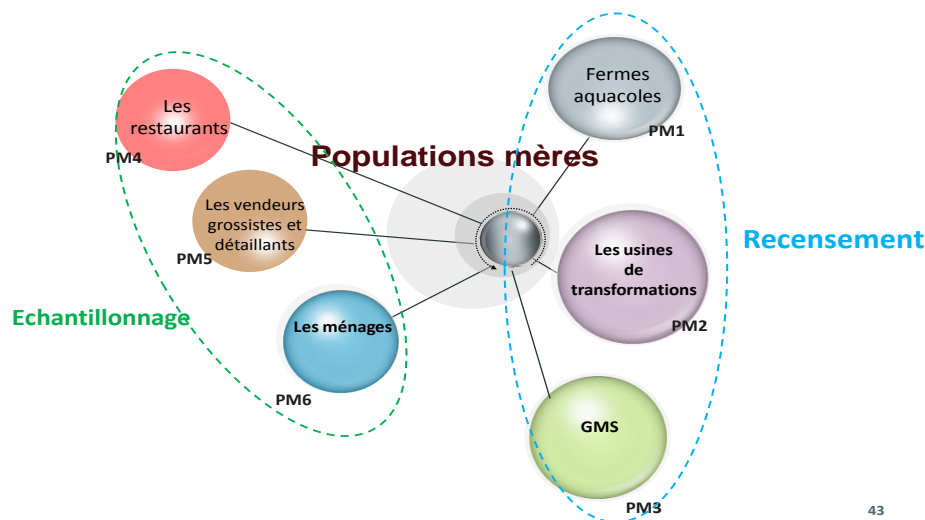 Fermes
aquacoles
PM1
Les
restaurants
PM4
Populations mères
Les vendeurs
grossistes et
détaillants
PM5
Les usines
de
transformations
PM2
Recensement
Echantillonnage
Les ménages
PM6
GMS
PM3
43